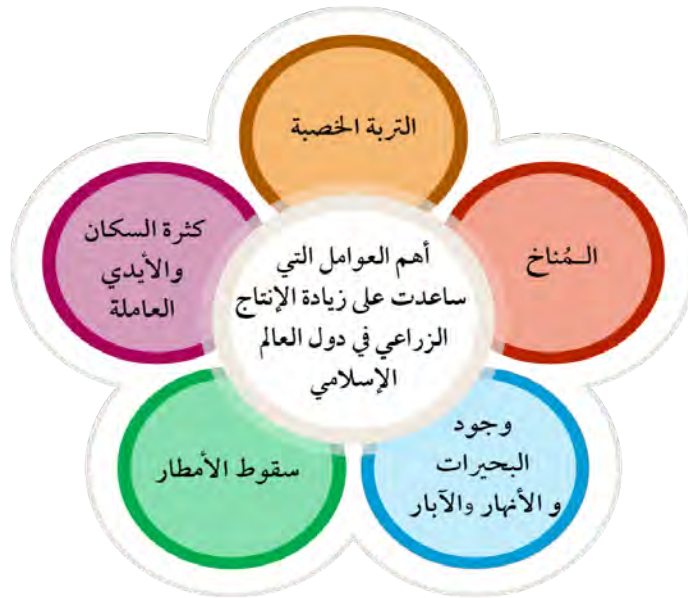 أهم العوامل التي
ساعدت على زيادة الإنتاج
الزراعي في دول العالم
الإسلامي
التربة الخصبة
الـمُناخ
وجود
البحيرات
و الأنهار والآبار
سقوط الأمطار
كثرة السكان
والأيدي
العاملة